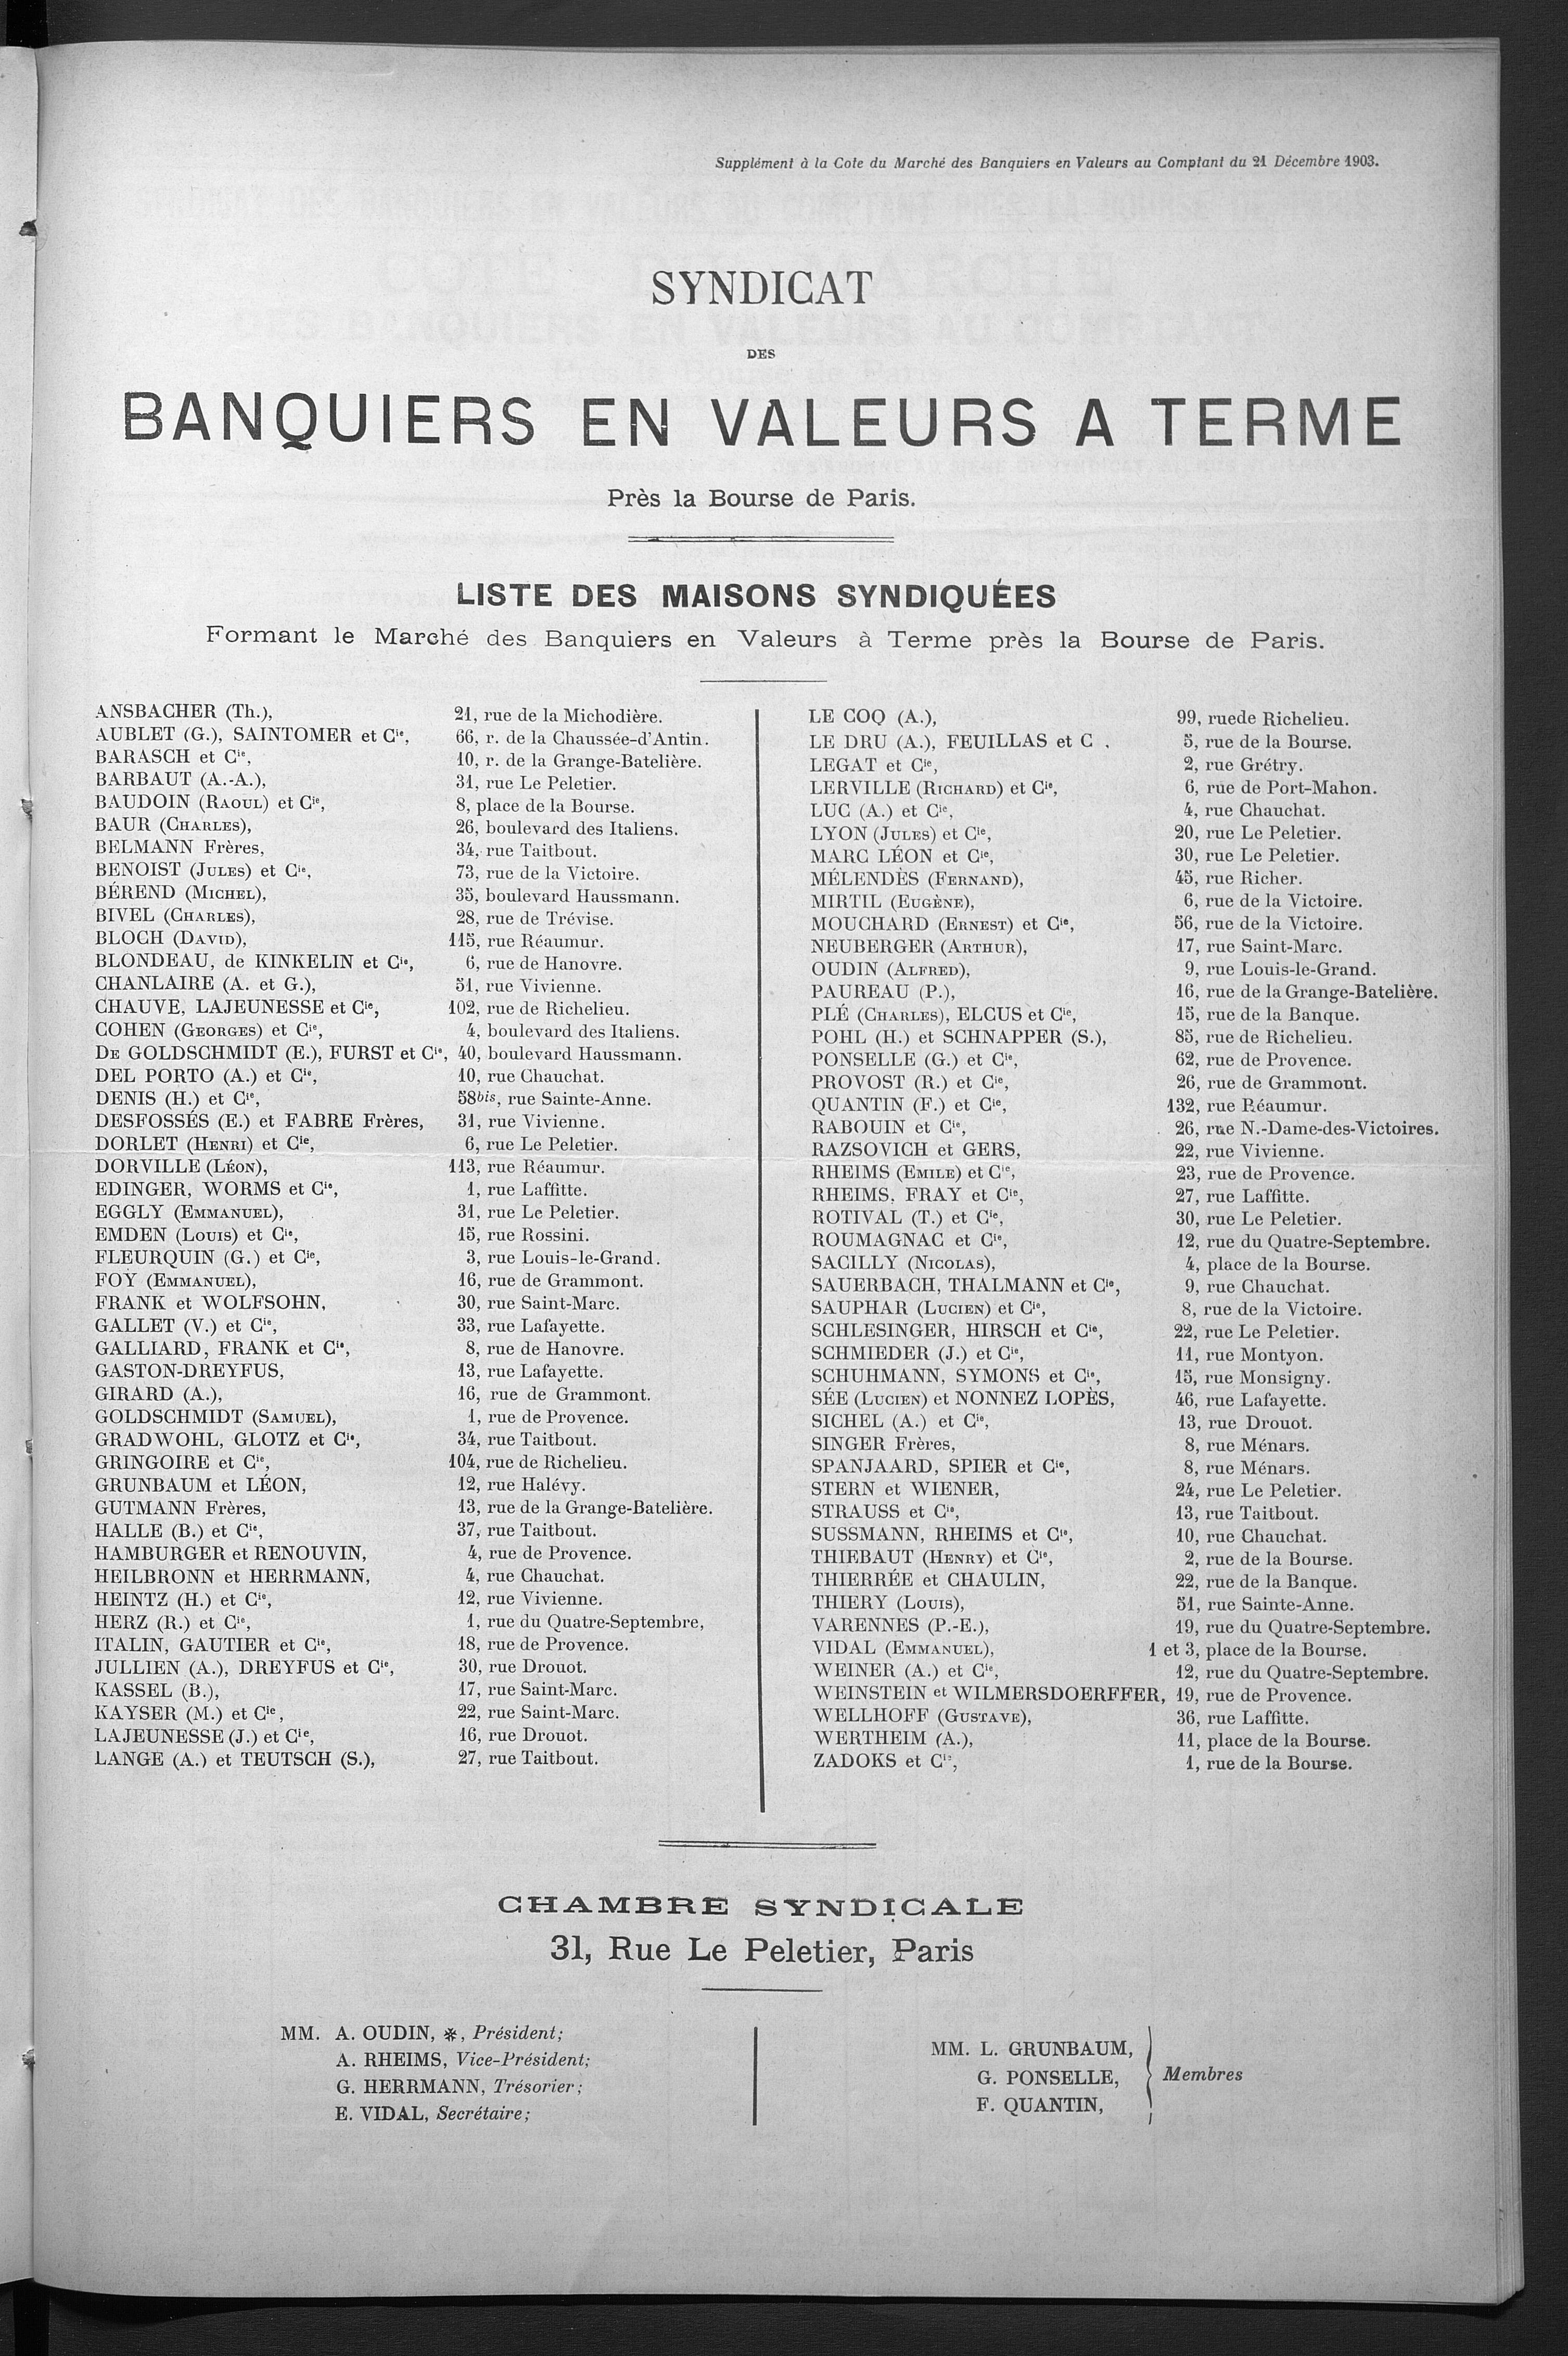 Supplément à la Cote du Marché des Banquiers en Valeurs au Comptant du 21 Décembre 1903.
SYNDICAT
DES
BANQUIERS EN VALEURS A TERME
Près la Bourse de Paris.
LISTE DES MAISONS SYNDIQUÉES
Formant le Marché des Banquiers en Valeurs à Terme près la Bourse de Paris.
ANSBACHER (Th.), 21, rue de la Michodière.
AUBLET (G.), SAINTOMER et Cie, 66, r. de la Chaussée-d'Antin.
BARASCH et Cie, 10, r. de la Grange-Batelière.
BARBAUT (A.-A.), 31, rue Le Peletier.
BAUDOIN (RAOUL) et Cie, 8, place de la Bourse.
BAUR (CHARLES), 26, boulevard des Italiens.
BELMANN Frères, 34, rue Taitbout.
BENOIST (JULES) et Cie, 73, rue de la Victoire.
BÉREND (MICHEL), 35, boulevard Haussmann.
BIVEL (CHARLES), 28, rue de Trévise.
BLOCH (DAVID), 115, rue Réaumur.
BLONDEAU, de KINKELIN et Cie, 6, rue de Hanovre.
CHANLAIRE (A. et G.), 51, rue Vivienne.
CHAUVE, LAJEUNESSE et Cie, 102, rue de Richelieu.
COHEN (GEORGES) et Cie, 4, boulevard des Italiens.
DE GOLDSCHMIDT (E.), FURST et Cie, 40, boulevard Haussmann.
DEL PORTO (A.) et Cie, 10, rue Chauchat.
DENIS (H.) et Cie, 58bis, rue Sainte-Anne.
DESFOSSÉS (E.) et FABRE Frères, 31, rue Vivienne.
DORLET (HENRI) et Cie, 6, rue Le Peletier.
DORVILLE (LÉON), 113, rue Réaumur.
EDINGER, WORMS et Cie, 1, rue Laffitte.
EGGLY (EMMANUEL), 31, rue Le Peletier.
EMDEN (LOUIS) et Cie, 15, rue Rossini.
FLEURQUIN (G.) et Cie, 3, rue Louis-le-Grand.
FOY (EMMANUEL), 16, rue de Grammont.
FRANK et WOLFSOHN, 30, rue Saint-Marc.
GALLET (V.) et Cie, 33, rue Lafayette.
GALLIARD, FRANK et Cie, 8, rue de Hanovre.
GASTON-DREYFUS, 13, rue Lafayette.
GIRARD (A.), 16, rue de Grammont.
GOLDSCHMIDT (SAMUEL), 1, rue de Provence.
GRADWOHL, GLOTZ et Cie, 34, rue Taitbout.
GRINGOIRE et Cie, 104, rue de Richelieu.
GRUNBAUM et LÉON, 12, rue Halévy.
GUTMANN Frères, 13, rue de la Grange-Batelière.
HALLE (B.) et Cie, 37, rue Taitbout.
HAMBURGER et RENOUVIN, 4, rue de Provence.
HEILBRONN et HERRMANN, 4, rue Chauchat.
HEINTZ (H.) et Cie, 12, rue Vivienne.
HERZ (R.) et Cie, 1, rue du Quatre-Septembre,
ITALIN, GAUTIER et Cie, 18, rue de Provence.
JULLIEN (A.), DREYFUS et Cie, 30, rue Drouot.
KASSEL (B.), 17, rue Saint-Marc.
KAYSER (M.) et Cie, 22, rue Saint-Marc.
LAJEUNESSE (J.) et Cie, 16, rue Drouot.
LANGE (A.) et TEUTSCH (S.), 27, rue Taitbout.
LE COQ (A.), 99, ruede Richelieu.
LE DRU (A.), FEUILLAS et C . 5, rue de la Bourse.
LEGAT et Cie, 2, rue Grétry.
LERVILLE (RICHARD) et Cie, 6, rue de Port-Mahon.
LUC (A.) et Cie, 4, rue Chauchat.
LYON (JULES) et Cie, 20, rue Le Peletier.
MARC LÉON et Cie, 30, rue Le Peletier.
MÉLENDÈS (FERNAND), 45, rue Richer.
MIRTIL (EUGÈNE), 6, rue de la Victoire.
MOUCHARD (ERNEST) et Cie, 56, rue de la Victoire.
NEUBERGER (ARTHUR), 17, rue Saint-Marc.
OUDIN (ALFRED), 9, rue Louis-le-Grand.
PAUREAU (P.), 16, rue de la Grange-Batelière.
PLÉ (CHARLES), ELCUS et Cie, 15, rue de la Banque.
POHL (H.) et SCHNAPPER (S.), 85, rue de Richelieu.
PONSELLE (G.) et Cie, 62, rue de Provence.
PROVOST (R.) et Cie, 26, rue de Grammont.
QUANTIN (F.) et Cie, 132, rue Réaumur.
RABOUIN et Cie, 26, rue N.-Dame-des-Victoires.
RAZSOVICH et GERS, 22, rue Vivienne.
RHEIMS (EMILE) et Cie, 23, rue de Provence.
RHEIMS, FRAY et Cie, 27, rue Laffitte.
ROTIVAL (T.) et Cie, 30, rue Le Peletier.
ROUMAGNAC et Cie, 12, rue du Quatre-Septembre.
SACILLY (NICOLAS), 4, place de la Bourse.
SAUERBACH, THALMANN et Cie, 9, rue Chauchat.
SAUPHAR (LUCIEN) et Cie, 8, rue de la Victoire.
SCHLESINGER, HIRSCH et Cie, 22, rue Le Peletier.
SCHMIEDER (J.) et Cie, 11, rue Montyon.
SCHUHMANN, SYMONS et Cie, 15, rue Monsigny.
SÉE (LUCIEN) et NONNEZ LOPÈS, 46, rue Lafayette.
SICHEL (A.) et Cie, 13, rue Drouot.
SINGER Frères, 8, rue Ménars.
SPANJAARD, SPIER et Cie, 8, rue Ménars.
STERN et WIENER, 24, rue Le Peletier.
STRAUSS et Cie, 13, rue Taitbout.
SUSSMANN, RHEIMS et Cie, 10, rue Chauchat.
THIEBAUT (HENRY) et Cie, 2, rue de la Bourse.
THIERRÉE et CHAULIN, 22, rue de la Banque.
THIERY (LOUIS), 51, rue Sainte-Anne.
VARENNES (P.-E.), 19, rue du Quatre-Septembre.
VIDAL (EMMANUEL), 1 et 3, place de la Bourse.
WEINER (A.) et Cie, 12, rue du Quatre-Septembre.
WEINSTEIN et WILMERSDOERFFER, 19, rue de Provence.
WELLHOFF (GUSTAVE), 36, rue Laffitte.
WERTHEIM (A.), 11, place de la Bourse.
ZADOKS et Cie, 1, rue de la Bourse.
CHAMBRE SYNDICALE
31, Rue Le Peletier, Paris
MM. A. OUDIN, ✻, Président;
A. RHEIMS, Vice-Président;
G. HERRMANN, Trésorier;
E. VIDAL, Secrétaire;
MM. L. GRUNBAUM,
G. PONSELLE,
Membres
F. QUANTIN,